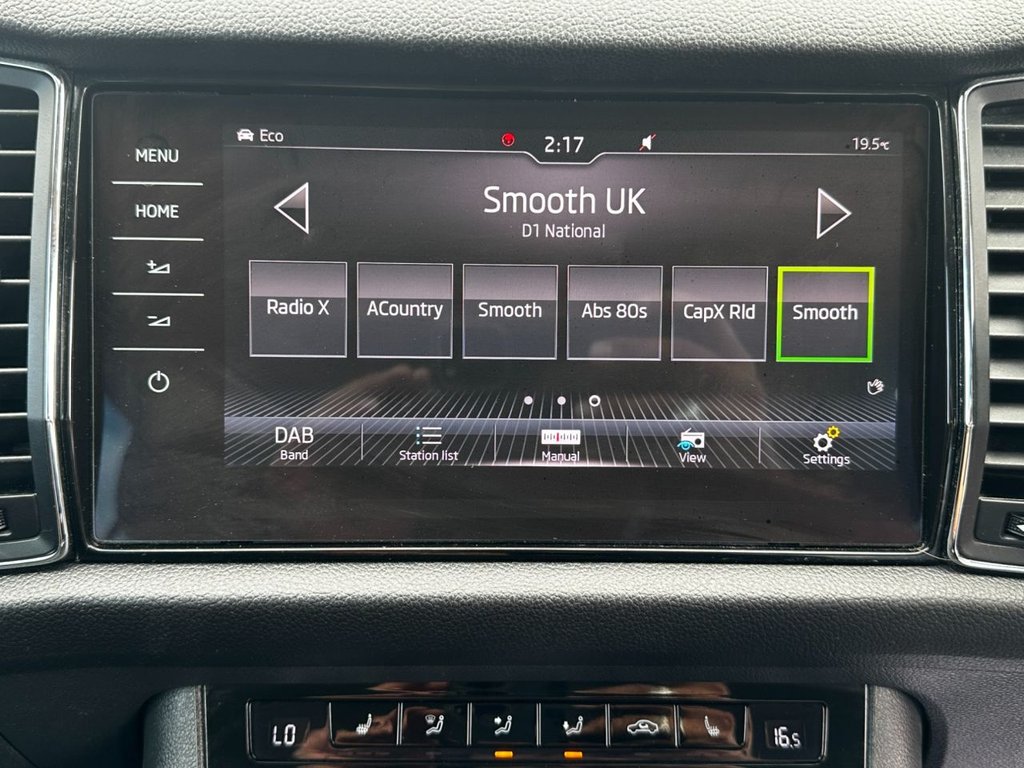 MENU
HOME
Eco
2:17
19.5°C
Smooth UK
D1 National
Radio X
ACountry
Smooth
Abs 80s
CapX Rld
Smooth
DAB
Band
Station list
Manual
View
Settings
LO
16.5